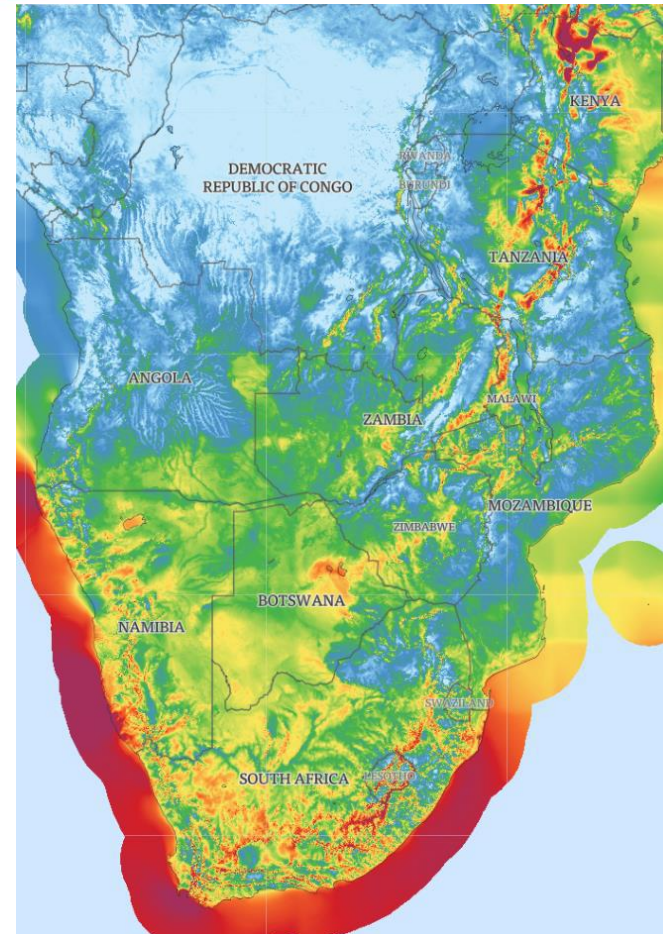 KENYA
RWANDA
DEMOCRATIC
REPUBLIC OF CONGO
BURUNDI
TANZANIA
ANGOLA
MALAWI
ZAMBIA
MOZAMBIQUE
ZIMBABWE
BOTSWANA
NAMIBIA
SWAZILAND
SOUTH AFRICA
LESOTHO